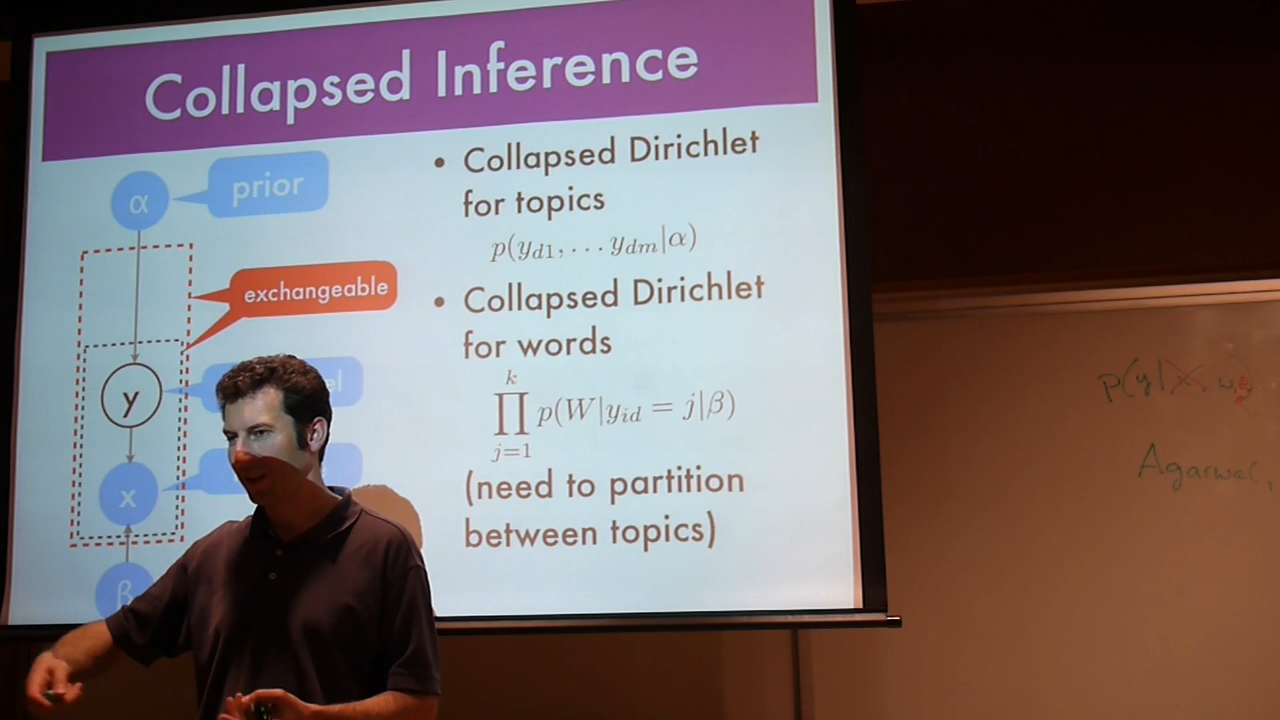 Collapsed Inference
α
prior
exchangeable
y
x
β
• Collapsed Dirichlet
for topics
p(y_{d1}, ... y_{dm}|α)
• Collapsed Dirichlet
for words
∏_{j=1}^{k} p(W|y_{id} = j|β)
(need to partition
between topics)
P(y|x, w,
Agarwal,